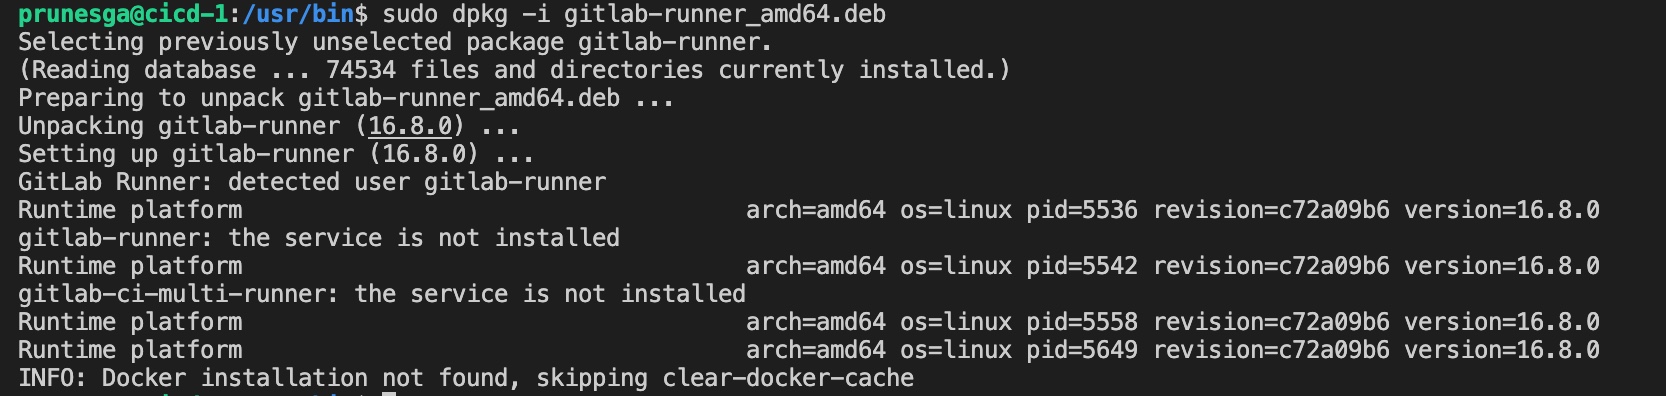 prunesga@cicd-1:/usr/bin$ sudo dpkg -i gitlab-runner_amd64.deb
Selecting previously unselected package gitlab-runner.
(Reading database ... 74534 files and directories currently installed.)
Preparing to unpack gitlab-runner_amd64.deb ...
Unpacking gitlab-runner (16.8.0) ...
Setting up gitlab-runner (16.8.0) ...
GitLab Runner: detected user gitlab-runner
Runtime platform                                    arch=amd64 os=linux pid=5536 revision=c72a09b6 version=16.8.0
gitlab-runner: the service is not installed
Runtime platform                                    arch=amd64 os=linux pid=5542 revision=c72a09b6 version=16.8.0
gitlab-ci-multi-runner: the service is not installed
Runtime platform                                    arch=amd64 os=linux pid=5558 revision=c72a09b6 version=16.8.0
Runtime platform                                    arch=amd64 os=linux pid=5649 revision=c72a09b6 version=16.8.0
INFO: Docker installation not found, skipping clear-docker-cache